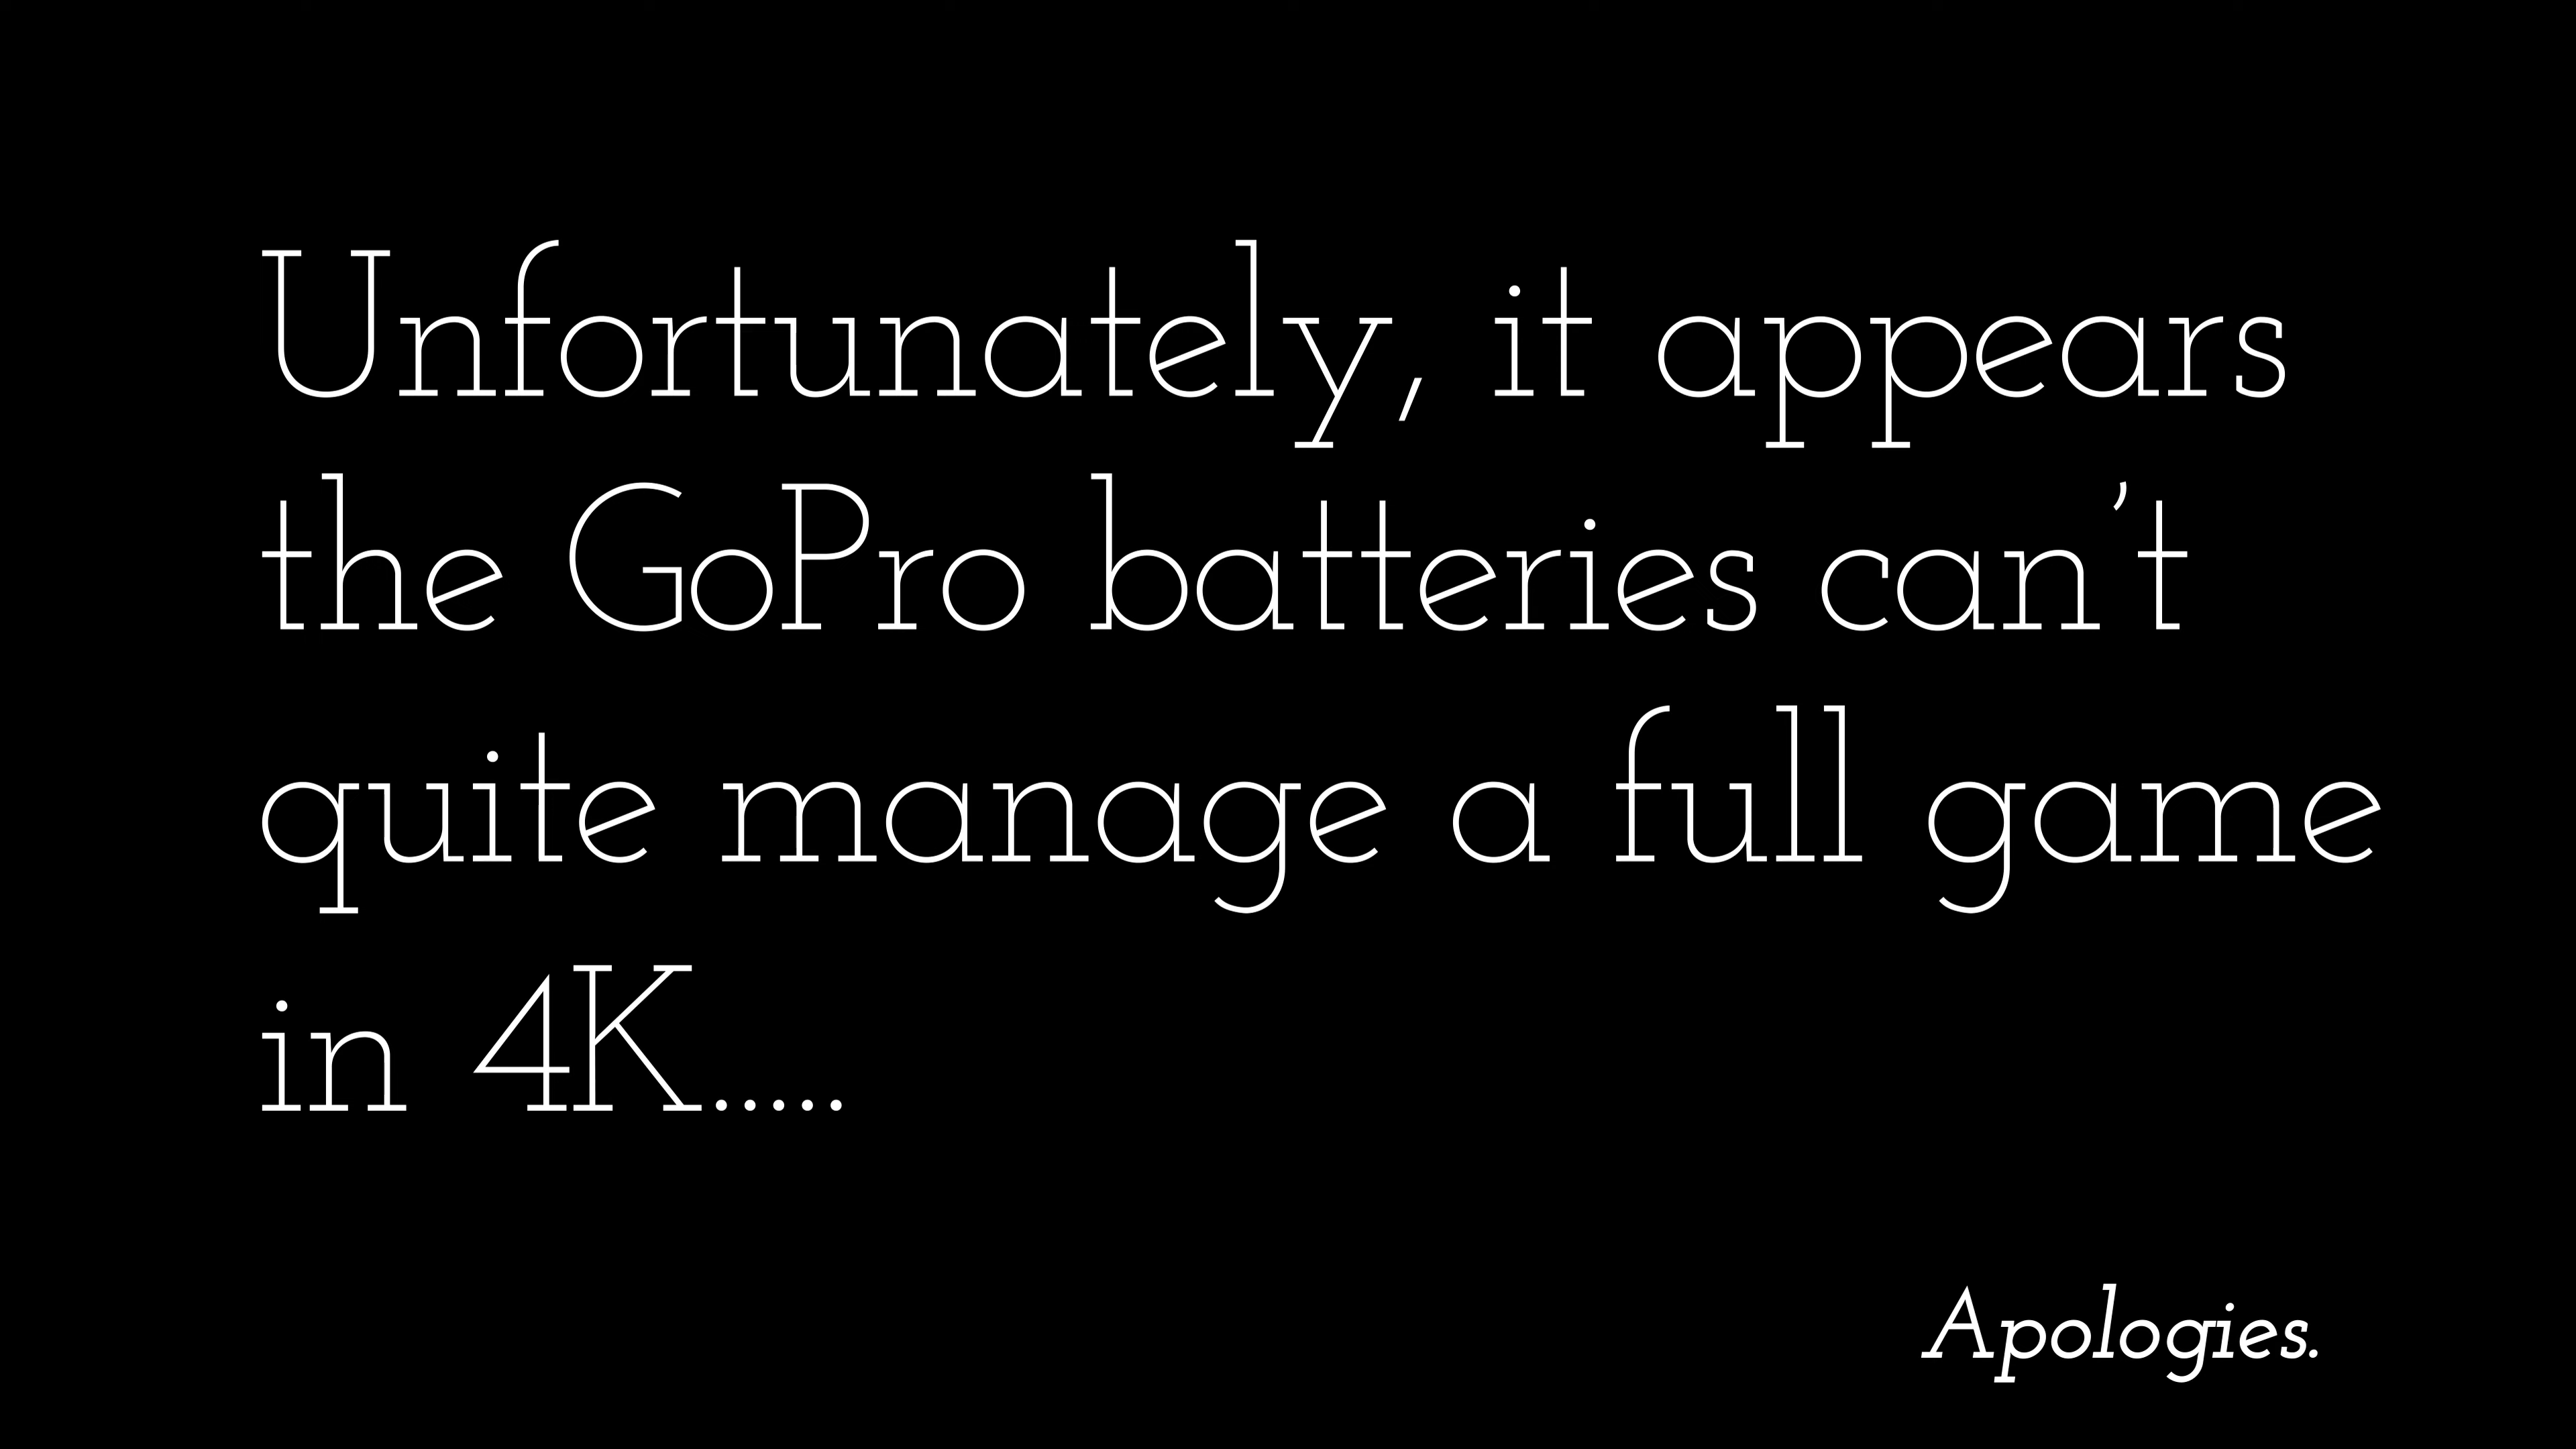 Unfortunately, it appears
the GoPro batteries can’t
quite manage a full game
in 4K.....
Apologies.